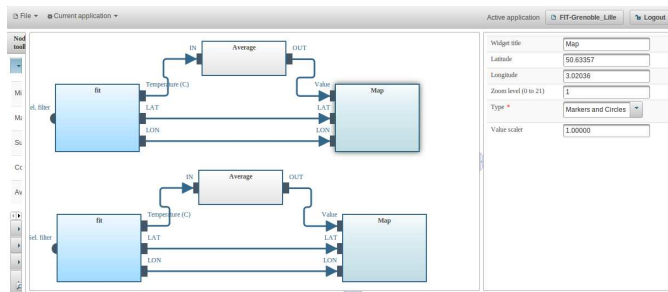 File Current application Active application FIT-Grenoble_Lille Logout
Nod
tool
Mi
Ma
Su
Cr
Av
IN Average OUT
fit Temperature (C) Value Map
el. filter LAT LAT
LON LON
IN Average OUT
fit Temperature (C) Value Map
iel. filter LAT LAT
LON LON
Widget title Map
Latitude 50.63357
Longitude 3.02036
Zoom level (0 to 21) 1
Type * Markers and Circles
Value scaler 1.00000